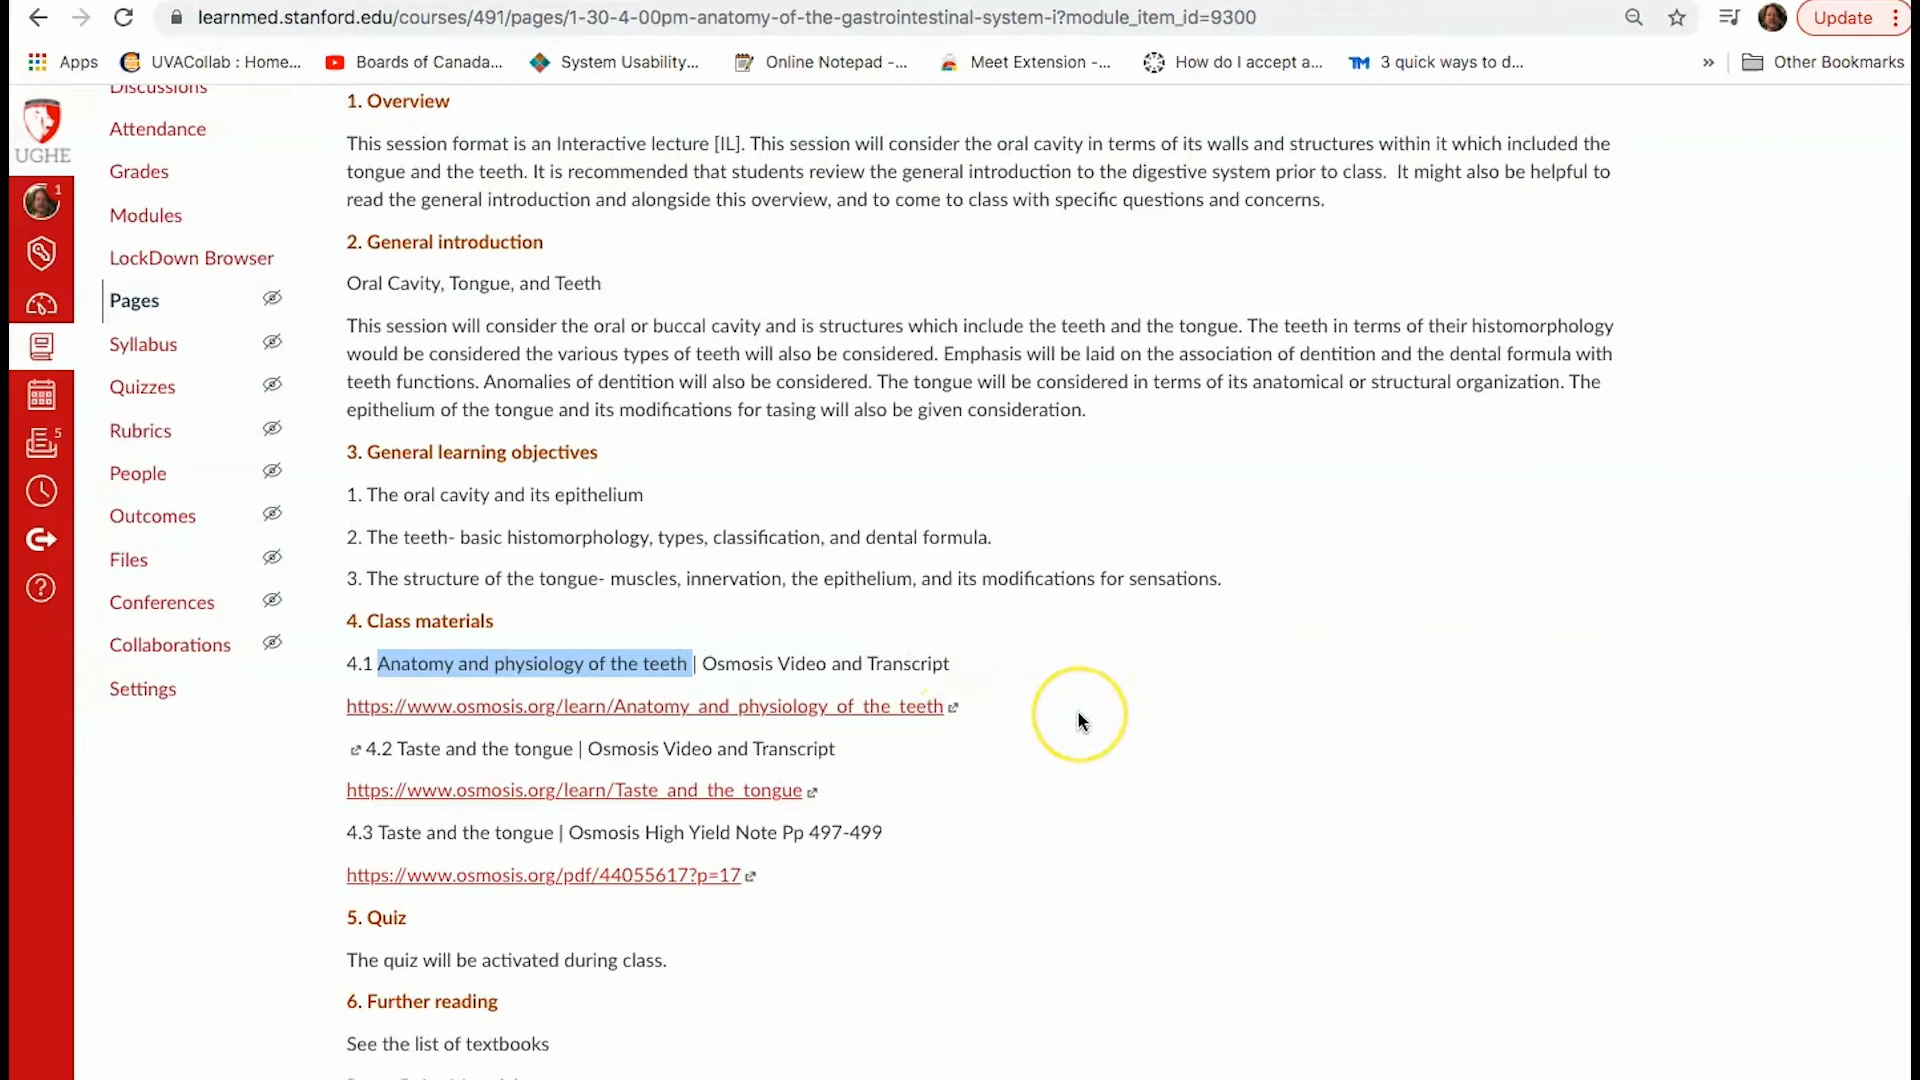 learnmed.stanford.edu/courses/491/pages/1-30-4-00pm-anatomy-of-the-gastrointestinal-system-i?module_item_id=9300
Update
Apps
UVACollab : Home...
Boards of Canada...
System Usability...
Online Notepad -...
Meet Extension -...
How do I accept a...
TM 3 quick ways to d...
»
Other Bookmarks
UGHE
1
5
Discussions
Attendance
Grades
Modules
LockDown Browser
Pages
Syllabus
Quizzes
Rubrics
People
Outcomes
Files
Conferences
Collaborations
Settings
1. Overview
This session format is an Interactive lecture [IL]. This session will consider the oral cavity in terms of its walls and structures within it which included the
tongue and the teeth. It is recommended that students review the general introduction to the digestive system prior to class. It might also be helpful to
read the general introduction and alongside this overview, and to come to class with specific questions and concerns.
2. General introduction
Oral Cavity, Tongue, and Teeth
This session will consider the oral or buccal cavity and is structures which include the teeth and the tongue. The teeth in terms of their histomorphology
would be considered the various types of teeth will also be considered. Emphasis will be laid on the association of dentition and the dental formula with
teeth functions. Anomalies of dentition will also be considered. The tongue will be considered in terms of its anatomical or structural organization. The
epithelium of the tongue and its modifications for tasing will also be given consideration.
3. General learning objectives
1. The oral cavity and its epithelium
2. The teeth- basic histomorphology, types, classification, and dental formula.
3. The structure of the tongue- muscles, innervation, the epithelium, and its modifications for sensations.
4. Class materials
4.1 Anatomy and physiology of the teeth | Osmosis Video and Transcript
https://www.osmosis.org/learn/Anatomy_and_physiology_of_the_teeth
4.2 Taste and the tongue | Osmosis Video and Transcript
https://www.osmosis.org/learn/Taste_and_the_tongue
4.3 Taste and the tongue | Osmosis High Yield Note Pp 497-499
https://www.osmosis.org/pdf/44055617?p=17
5. Quiz
The quiz will be activated during class.
6. Further reading
See the list of textbooks